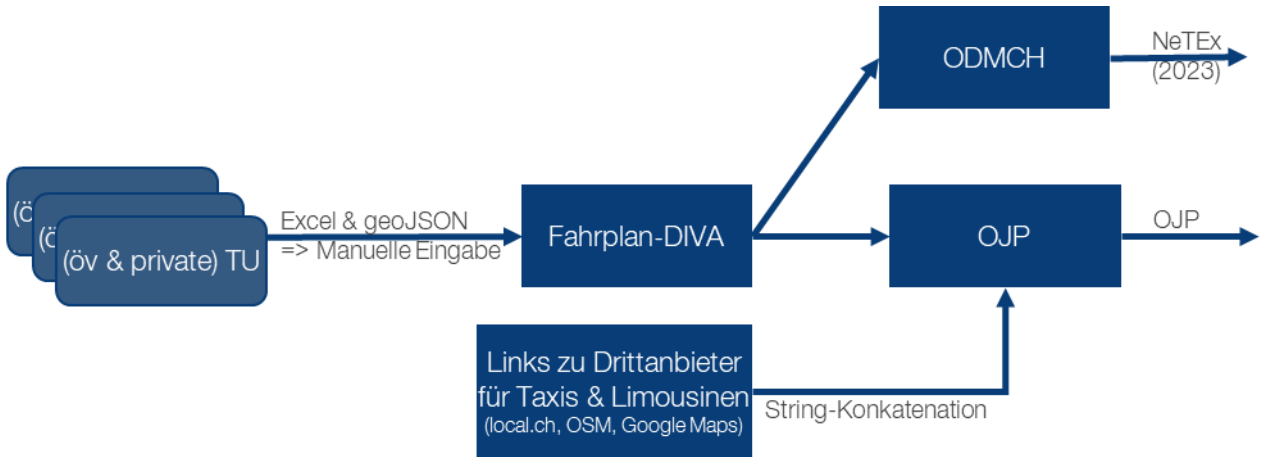 ODMCH
NeTEx
(2023)
(ö
(ö
(öv & private) TU
Excel & geoJSON
=> Manuelle Eingabe
Fahrplan-DIVA
OJP
OJP
Links zu Drittanbieter
für Taxis & Limousinen
(local.ch, OSM, Google Maps)
String-Konkatenation